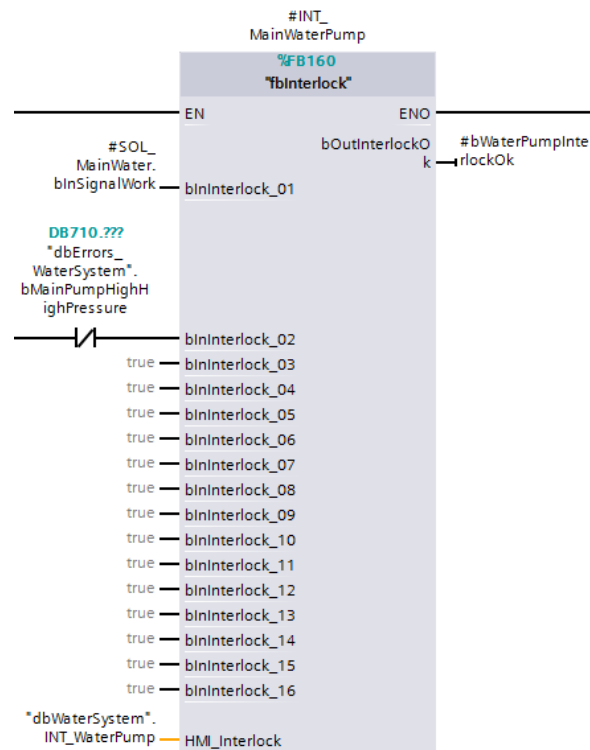 #INT_
MainWaterPump
%FB160
"fbInterlock"
EN
ENO
#SOL_
MainWater.
bInSignalWork
bInInterlock_01
bOutInterlockO
k
#bWaterPumpInte
rlockOk
DB710.???
"dbErrors_
WaterSystem".
bMainPumpHighH
ighPressure
bInInterlock_02
true
bInInterlock_03
true
bInInterlock_04
true
bInInterlock_05
true
bInInterlock_06
true
bInInterlock_07
true
bInInterlock_08
true
bInInterlock_09
true
bInInterlock_10
true
bInInterlock_11
true
bInInterlock_12
true
bInInterlock_13
true
bInInterlock_14
true
bInInterlock_15
true
bInInterlock_16
"dbWaterSystem".
INT_WaterPump
HMI_Interlock